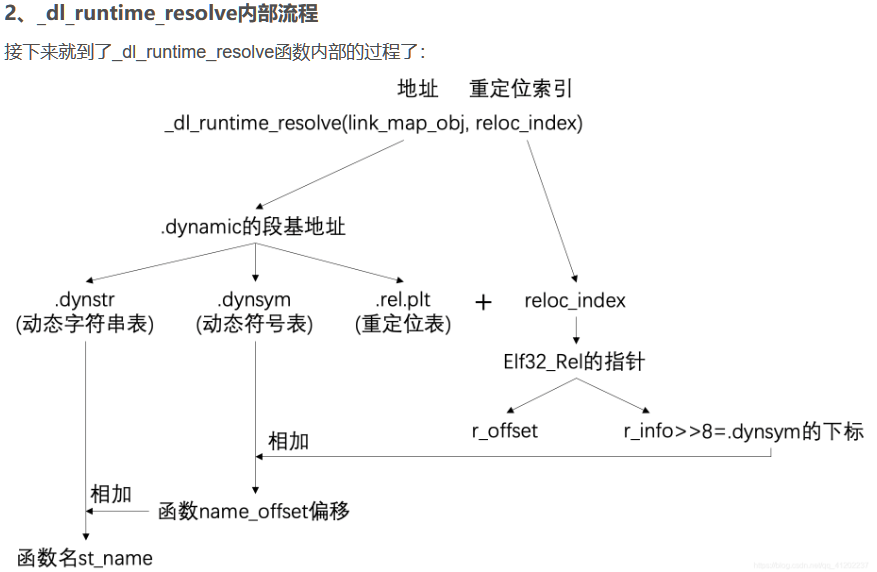 2、_dl_runtime_resolve内部流程
接下来就到了_dl_runtime_resolve函数内部的过程了：
地址 重定位索引
_dl_runtime_resolve(link_map_obj, reloc_index)
.dynamic的段基地址
.dynstr .dynsym .rel.plt + reloc_index
(动态字符串表) (动态符号表) (重定位表)
Elf32_Rel的指针
r_offset r_info>>8=.dynsym的下标
相加
相加
函数name_offset偏移
函数名st_name